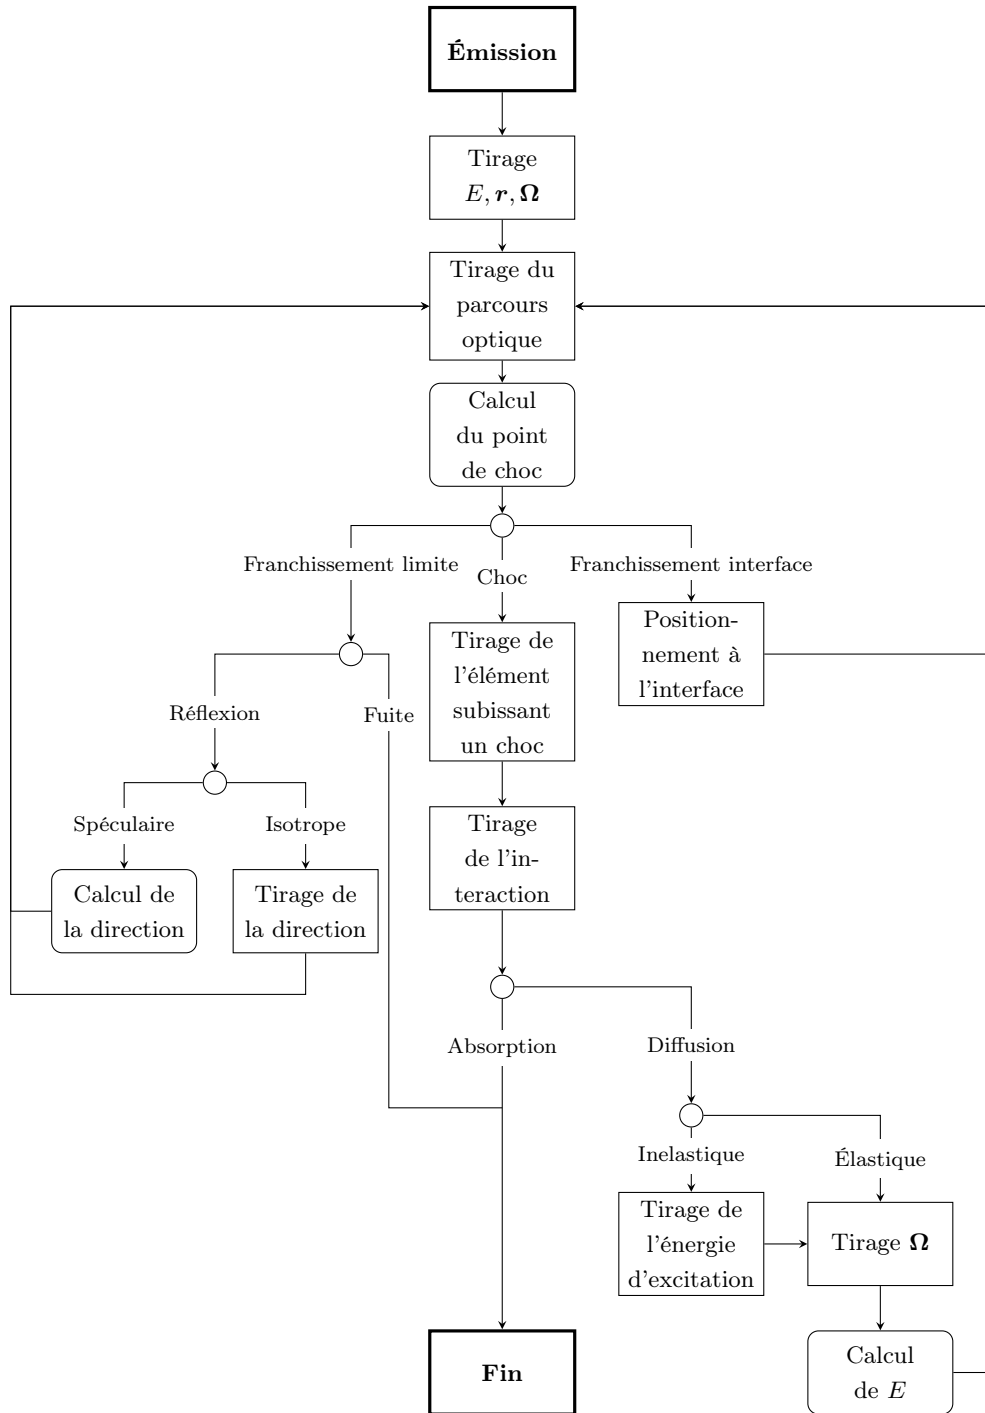 Émission
Tirage
E, r, Ω
Tirage du
parcours
optique
Calcul
du point
de choc
Franchissement limite
Choc
Franchissement interface
Tirage de
l'élément
subissant
un choc
Position-
nement à
l'interface
Réflexion
Fuite
Spéculaire
Isotrope
Tirage
de l'in-
teraction
Calcul de
la direction
Tirage de
la direction
Absorption
Diffusion
Inelastique
Élastique
Tirage de
l'énergie
d'excitation
Tirage Ω
Fin
Calcul
de E